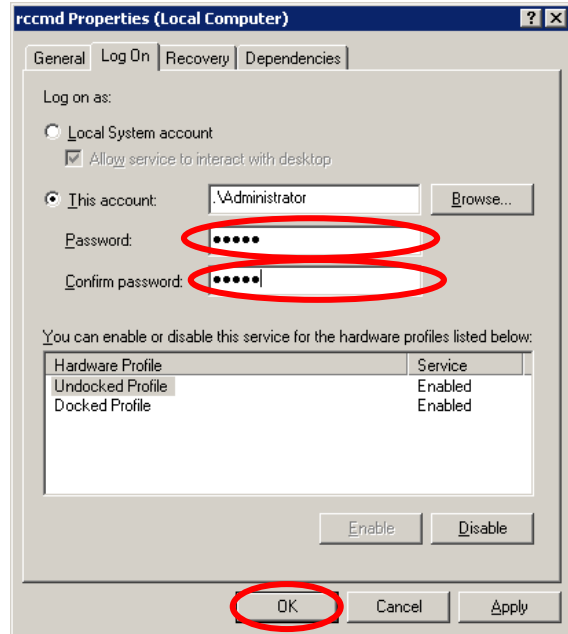 rccmd Properties (Local Computer)
General Log On Recovery Dependencies
Log on as:
Local System account
Allow service to interact with desktop
This account: .\Administrator Browse...
Password: •••••
Confirm password: •••••
You can enable or disable this service for the hardware profiles listed below:
Hardware Profile Service
Undocked Profile Enabled
Docked Profile Enabled
Enable Disable
OK Cancel Apply